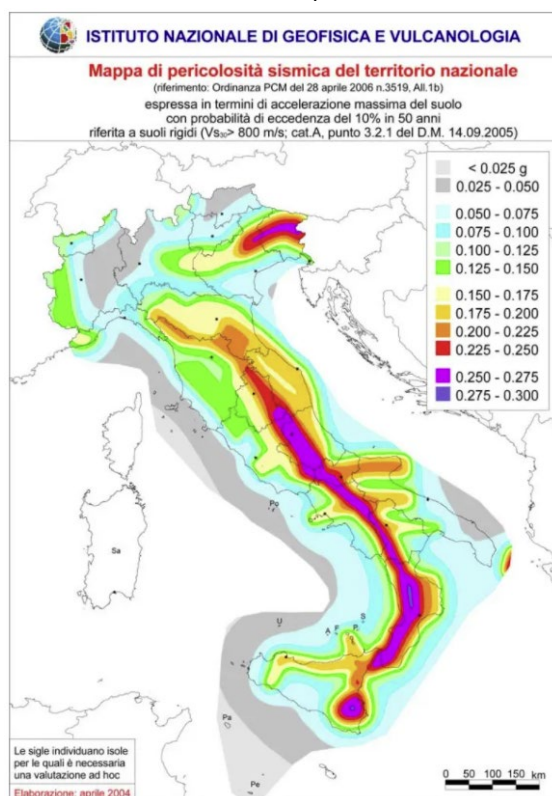 ISTITUTO NAZIONALE DI GEOFISICA E VULCANOLOGIA
Mappa di pericolosità sismica del territorio nazionale
(riferimento: Ordinanza PCM del 28 aprile 2006 n.3519, All.1b)
espressa in termini di accelerazione massima del suolo
con probabilità di eccedenza del 10% in 50 anni
riferita a suoli rigidi (Vs₃₀> 800 m/s; cat.A, punto 3.2.1 del D.M. 14.09.2005)
< 0.025 g
0.025 - 0.050
0.050 - 0.075
0.075 - 0.100
0.100 - 0.125
0.125 - 0.150
0.150 - 0.175
0.175 - 0.200
0.200 - 0.225
0.225 - 0.250
0.250 - 0.275
0.275 - 0.300
Po
Sa
U
A
F
P
S
Pa
Pe
Le sigle individuano isole
per le quali è necessaria
una valutazione ad hoc
Elaborazione: aprile 2004
0 50 100 150 km